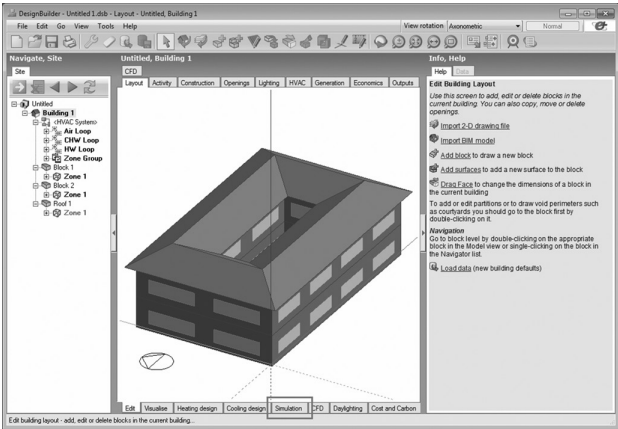 DesignBuilder - Untitled1.dsb - Layout - Untitled, Building 1
File Edit Go View Tools Help
View rotation Axonometric
Normal
Navigate, Site
Untitled, Building 1
Info, Help
Site
CFD
Help Data
Layout Activity Construction Openings Lighting HVAC Generation Economics Outputs
Untitled
Building 1
<HVAC System>
Air Loop
CHW Loop
HW Loop
Zone Group
Block 1
Zone 1
Block 2
Zone 1
Roof 1
Zone 1
Edit Building Layout
Use this screen to add, edit or delete blocks in the
current building. You can also copy, move or delete
openings.
Import 2-D drawing file
Import BIM model
Add block to draw a new block
Add surfaces to add a new surface to the block
Drag Face to change the dimensions of a block in
the current building
To add or edit partitions or to draw void perimeters such
as courtyards you should go to the block first by
double-clicking on it.
Navigation
Go to block level by double-clicking on the appropriate
block in the Model view or single-clicking on the block in
the Navigator list.
Load data (new building defaults)
Edit Visualise Heating design Cooling design Simulation CFD Daylighting Cost and Carbon
Edit building layout - add, edit or delete blocks in the current building...